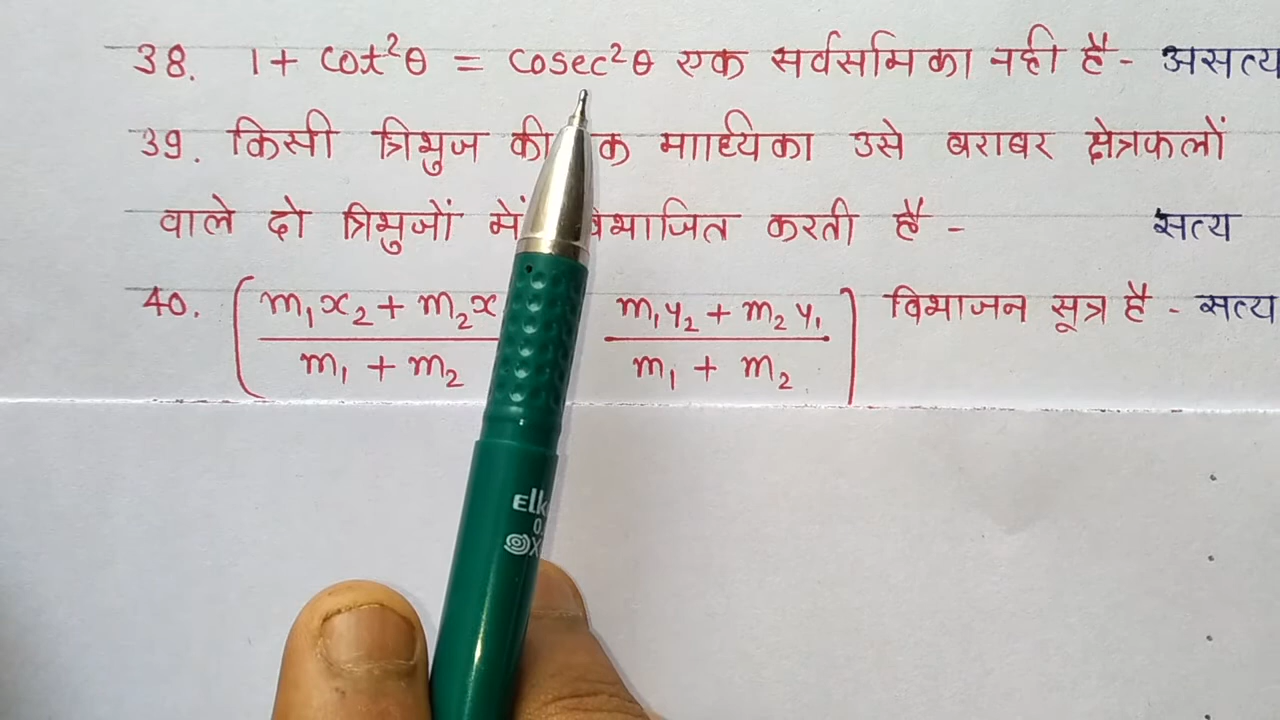 38. 1 + cot²θ = cosec²θ एक सर्वसमिका नही है - असत्य
39. किसी त्रिभुज की माध्यिका उसे बराबर क्षेत्रफलों
वाले दो त्रिभुजों में करती है - सत्य
40. ( m₁x₂ + m₂x / m₁ + m₂ m₁y₂ + m₂y₁ / m₁ + m₂ ) विभाजन सूत्र है - सत्य
Elk